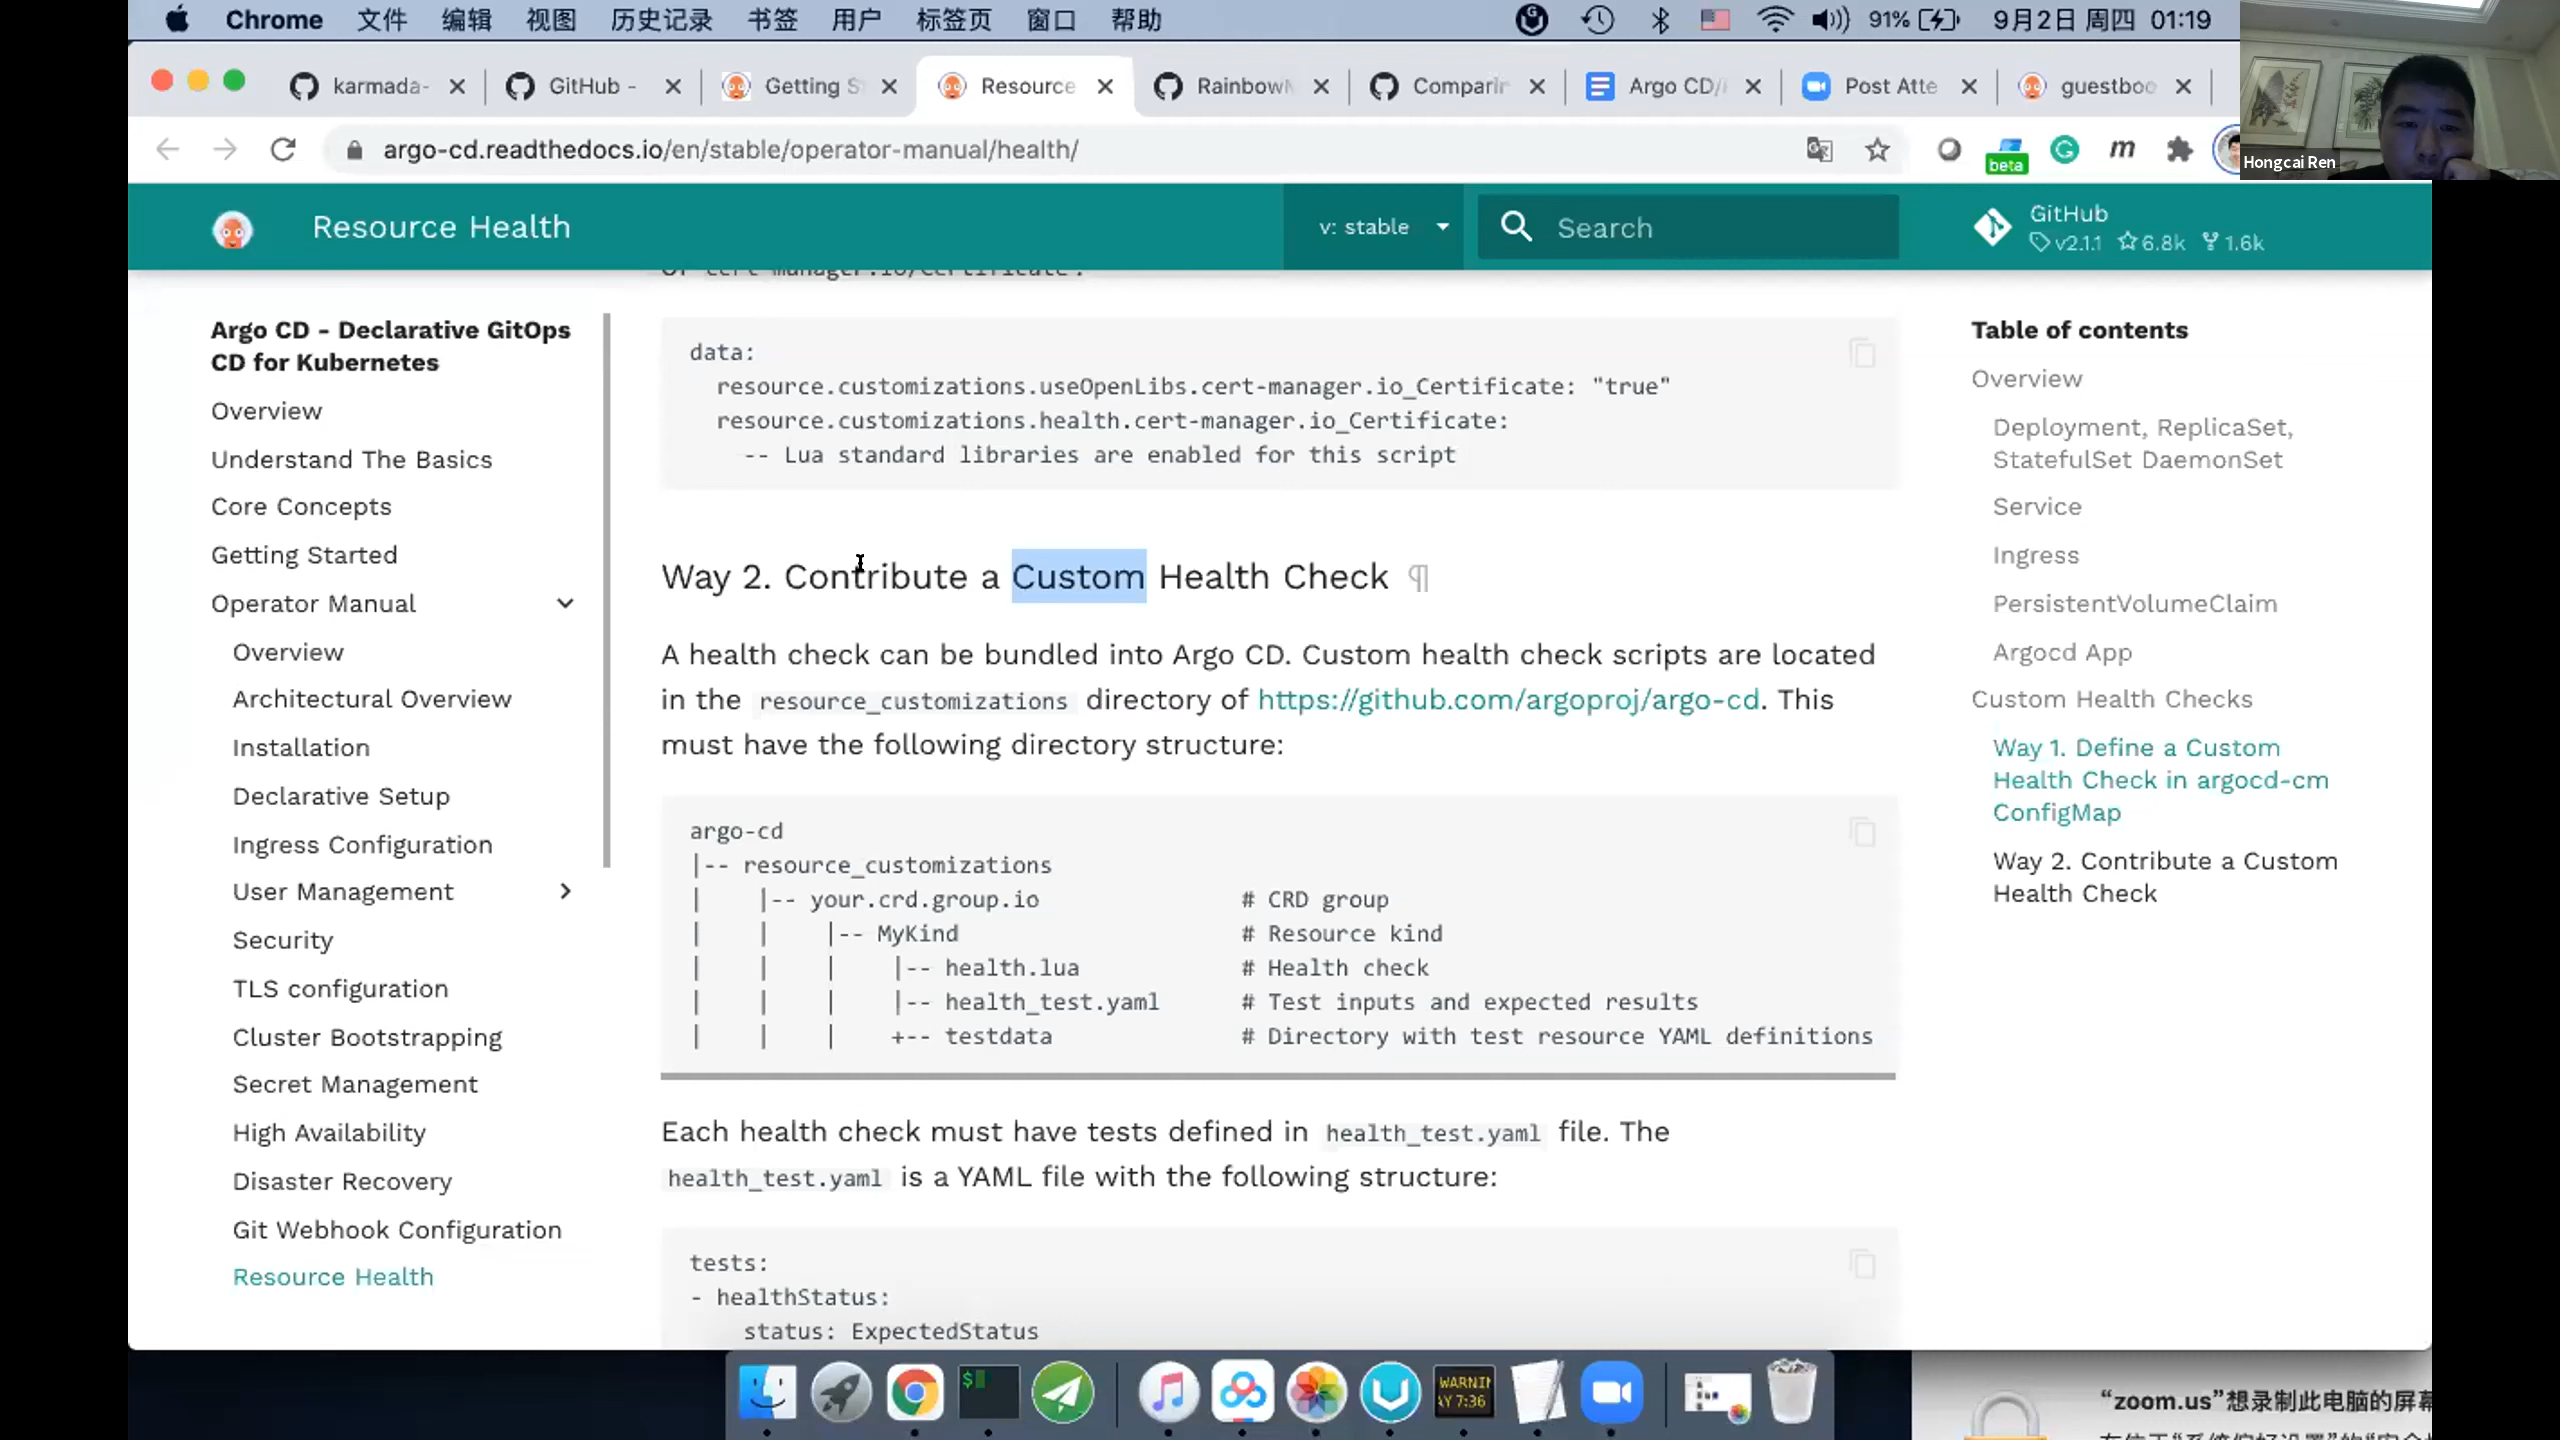 Chrome 文件 编辑 视图 历史记录 书签 用户 标签页 窗口 帮助 91% 9月2日 周四 01:19
karmada- GitHub - Getting S Resource RainbowM Comparin Argo CD/ Post Atte guestboo
argo-cd.readthedocs.io/en/stable/operator-manual/health/
beta
Hongcai Ren
Resource Health
v: stable
Search
GitHub
v2.1.1 6.8k 1.6k
or cert-manager.io/Certificate.
Argo CD - Declarative GitOps
CD for Kubernetes
Overview
Understand The Basics
Core Concepts
Getting Started
Operator Manual
Overview
Architectural Overview
Installation
Declarative Setup
Ingress Configuration
User Management
Security
TLS configuration
Cluster Bootstrapping
Secret Management
High Availability
Disaster Recovery
Git Webhook Configuration
Resource Health
data:
resource.customizations.useOpenLibs.cert-manager.io_Certificate: "true"
resource.customizations.health.cert-manager.io_Certificate:
-- Lua standard libraries are enabled for this script
Way 2. Contribute a Custom Health Check ¶
A health check can be bundled into Argo CD. Custom health check scripts are located
in the resource_customizations directory of https://github.com/argoproj/argo-cd. This
must have the following directory structure:
argo-cd
|-- resource_customizations
| |-- your.crd.group.io # CRD group
| | |-- MyKind # Resource kind
| | | |-- health.lua # Health check
| | | |-- health_test.yaml # Test inputs and expected results
| | | +-- testdata # Directory with test resource YAML definitions
Each health check must have tests defined in health_test.yaml file. The
health_test.yaml is a YAML file with the following structure:
tests:
- healthStatus:
status: ExpectedStatus
Table of contents
Overview
Deployment, ReplicaSet,
StatefulSet DaemonSet
Service
Ingress
PersistentVolumeClaim
Argocd App
Custom Health Checks
Way 1. Define a Custom
Health Check in argocd-cm
ConfigMap
Way 2. Contribute a Custom
Health Check
“zoom.us”想录制此电脑的屏幕